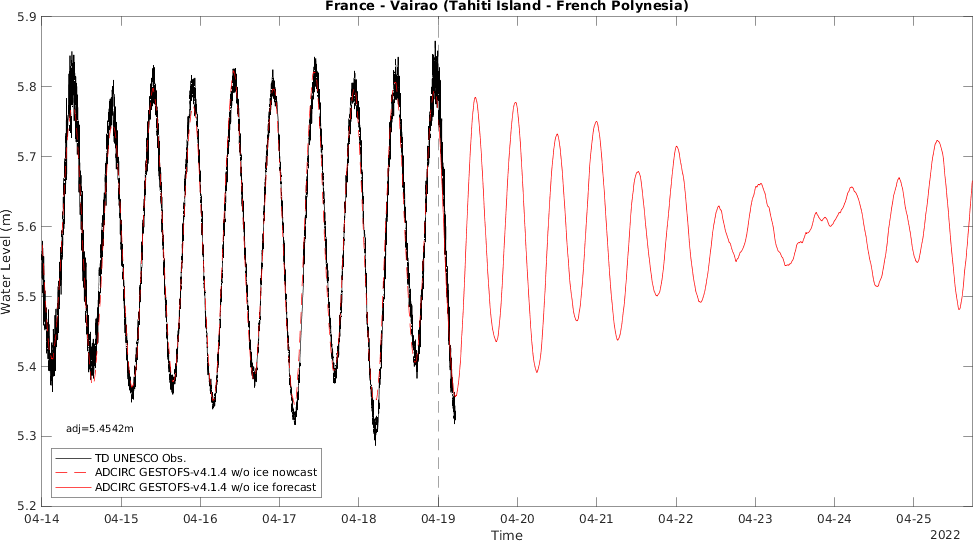 France - Vairao (Tahiti Island - French Polynesia)
5.9
5.8
5.7
5.6
5.5
5.4
5.3
5.2
Water Level (m)
adj=5.4542m
TD UNESCO Obs.
ADCIRC GESTOFS-v4.1.4 w/o ice nowcast
ADCIRC GESTOFS-v4.1.4 w/o ice forecast
04-14 04-15 04-16 04-17 04-18 04-19 04-20 04-21 04-22 04-23 04-24 04-25
Time
2022